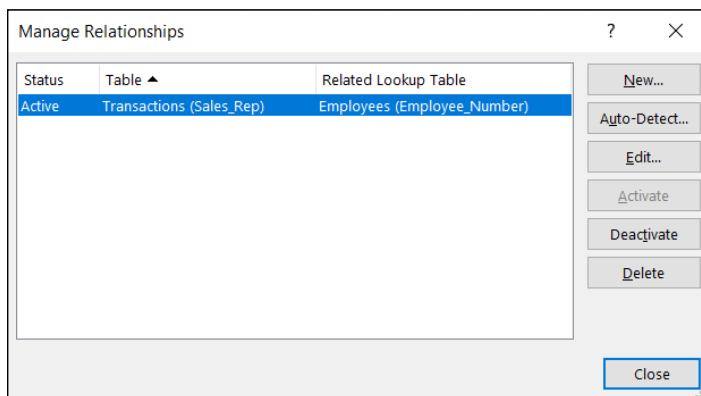 Manage Relationships ? ×
Status Table ▲ Related Lookup Table
Active Transactions (Sales_Rep) Employees (Employee_Number)
New...
Auto-Detect...
Edit...
Activate
Deactivate
Delete
Close